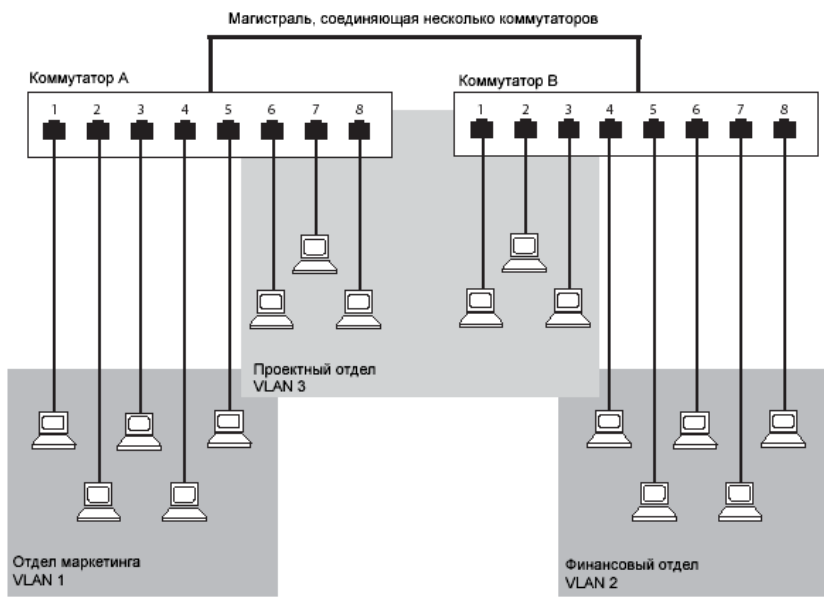 Магистраль, соединяющая несколько коммутаторов
Коммутатор A
Коммутатор B
1 2 3 4 5 6 7 8
1 2 3 4 5 6 7 8
Проектный отдел
VLAN 3
Отдел маркетинга
VLAN 1
Финансовый отдел
VLAN 2